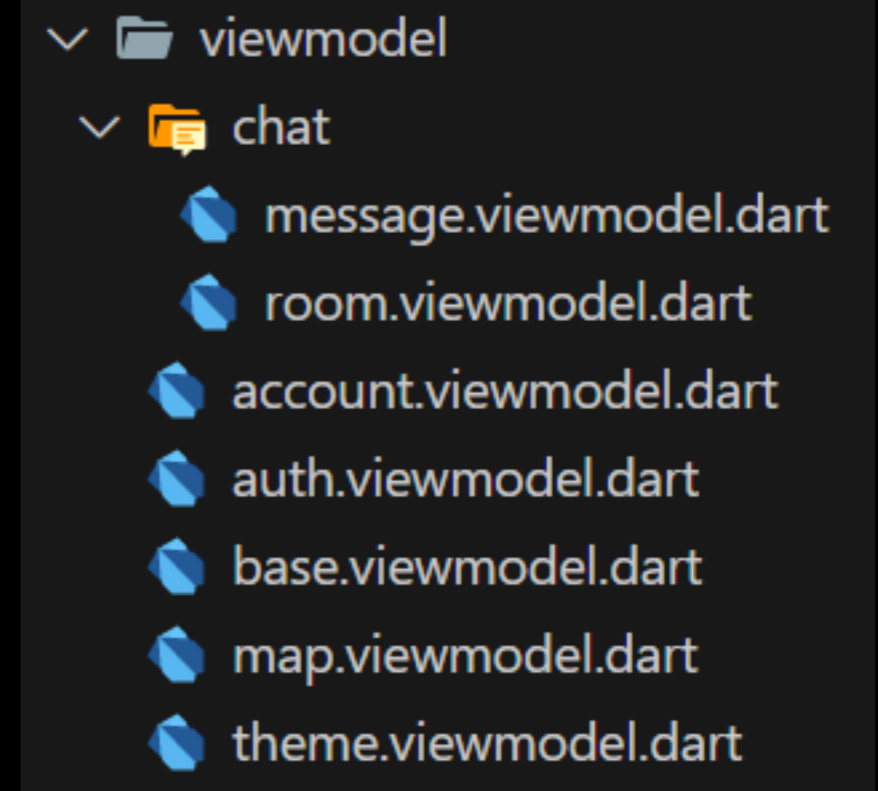 viewmodel
chat
message.viewmodel.dart
room.viewmodel.dart
account.viewmodel.dart
auth.viewmodel.dart
base.viewmodel.dart
map.viewmodel.dart
theme.viewmodel.dart